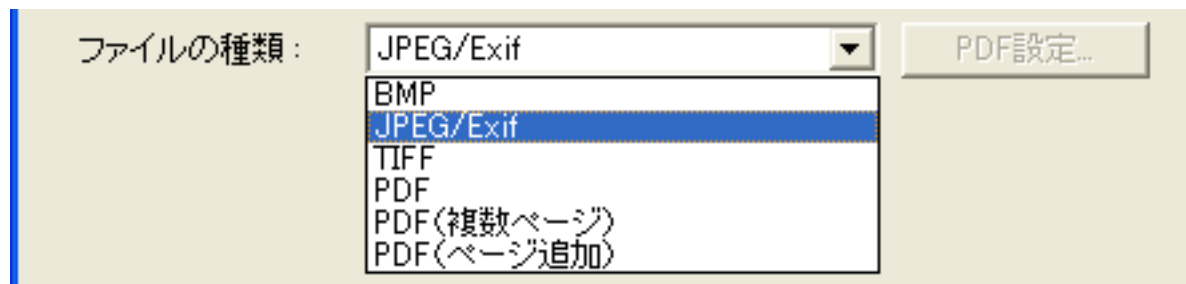 ファイルの種類： JPEG/Exif PDF設定...
BMP
JPEG/Exif
TIFF
PDF
PDF(複数ページ)
PDF(ページ追加)